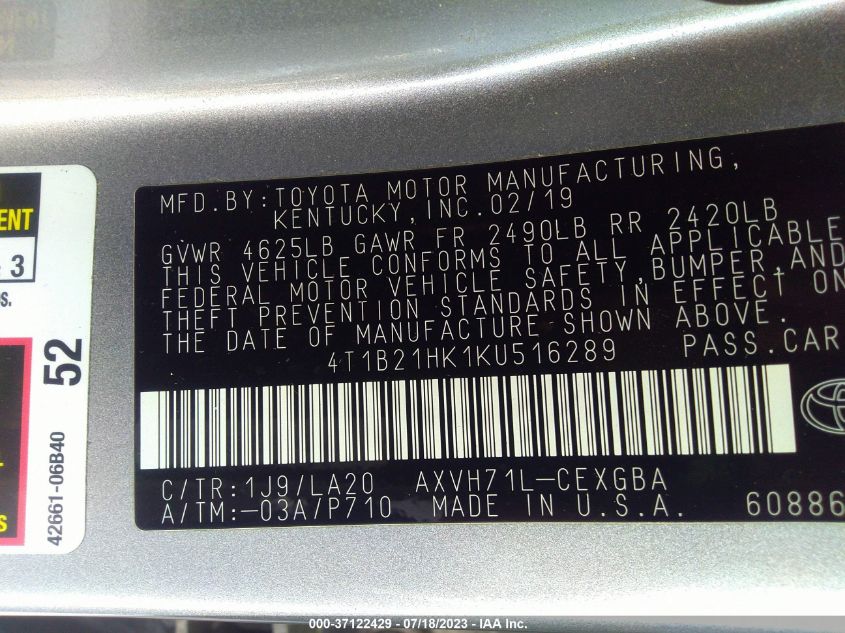 MENT
3
os.
52
42661-06B40
MFD.BY:TOYOTA MOTOR MANUFACTURING,
KENTUCKY,INC.02/19
GVWR 4625LB GAWR FR 2490LB RR 2420LB
THIS VEHICLE CONFORMS TO ALL APPLICABLE
FEDERAL MOTOR VEHICLE SAFETY,BUMPER,AND
THEFT PREVENTION STANDARDS IN EFFECT ON
THE DATE OF MANUFACTURE SHOWN ABOVE.
4T1B21HK1KU516289 PASS.CAR
C/TR:1J9/LA20 AXVH71L-CEXGBA
A/TM:-03A/P710 MADE IN U.S.A. 60886
000-37122429 - 07/18/2023 - IAA Inc.